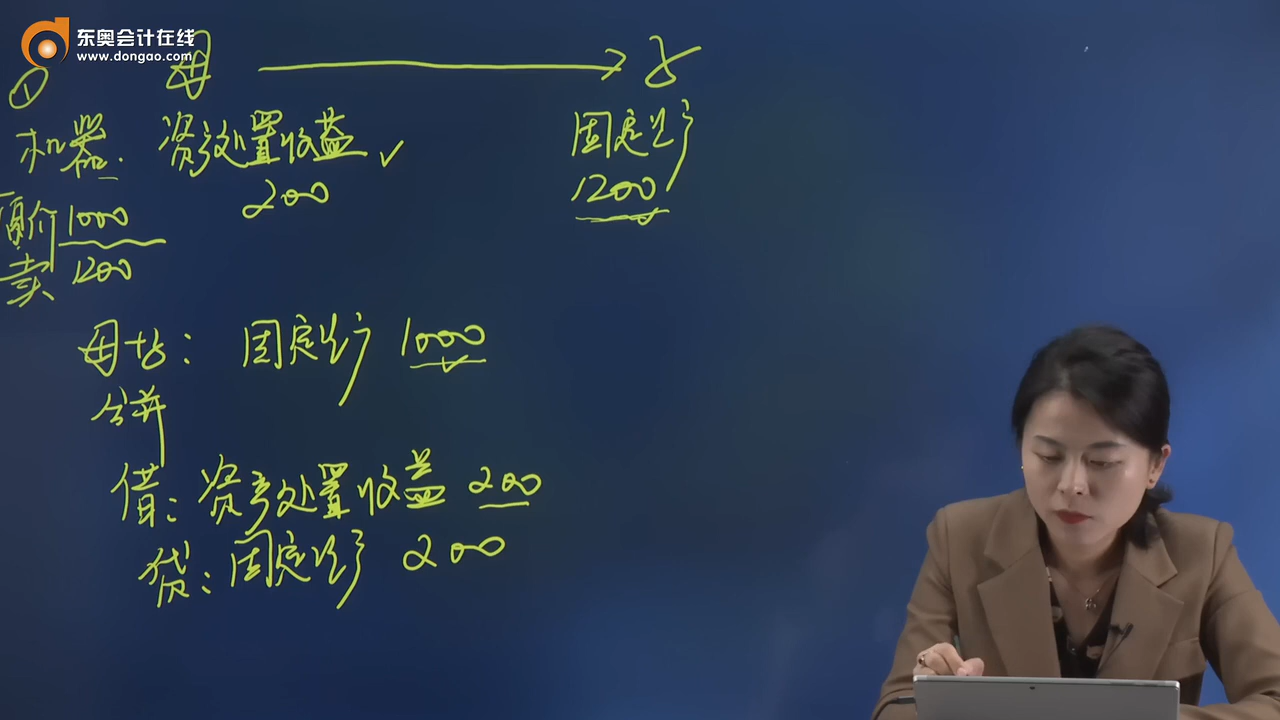 东奥会计在线
www.dongao.com
① 母 → 子
机器. 资产处置收益 ✓ 固定资产
200 1200
原价 1000
卖 1200
母+子: 固定资产 1000
合并
借: 资产处置收益 200
贷: 固定资产 200